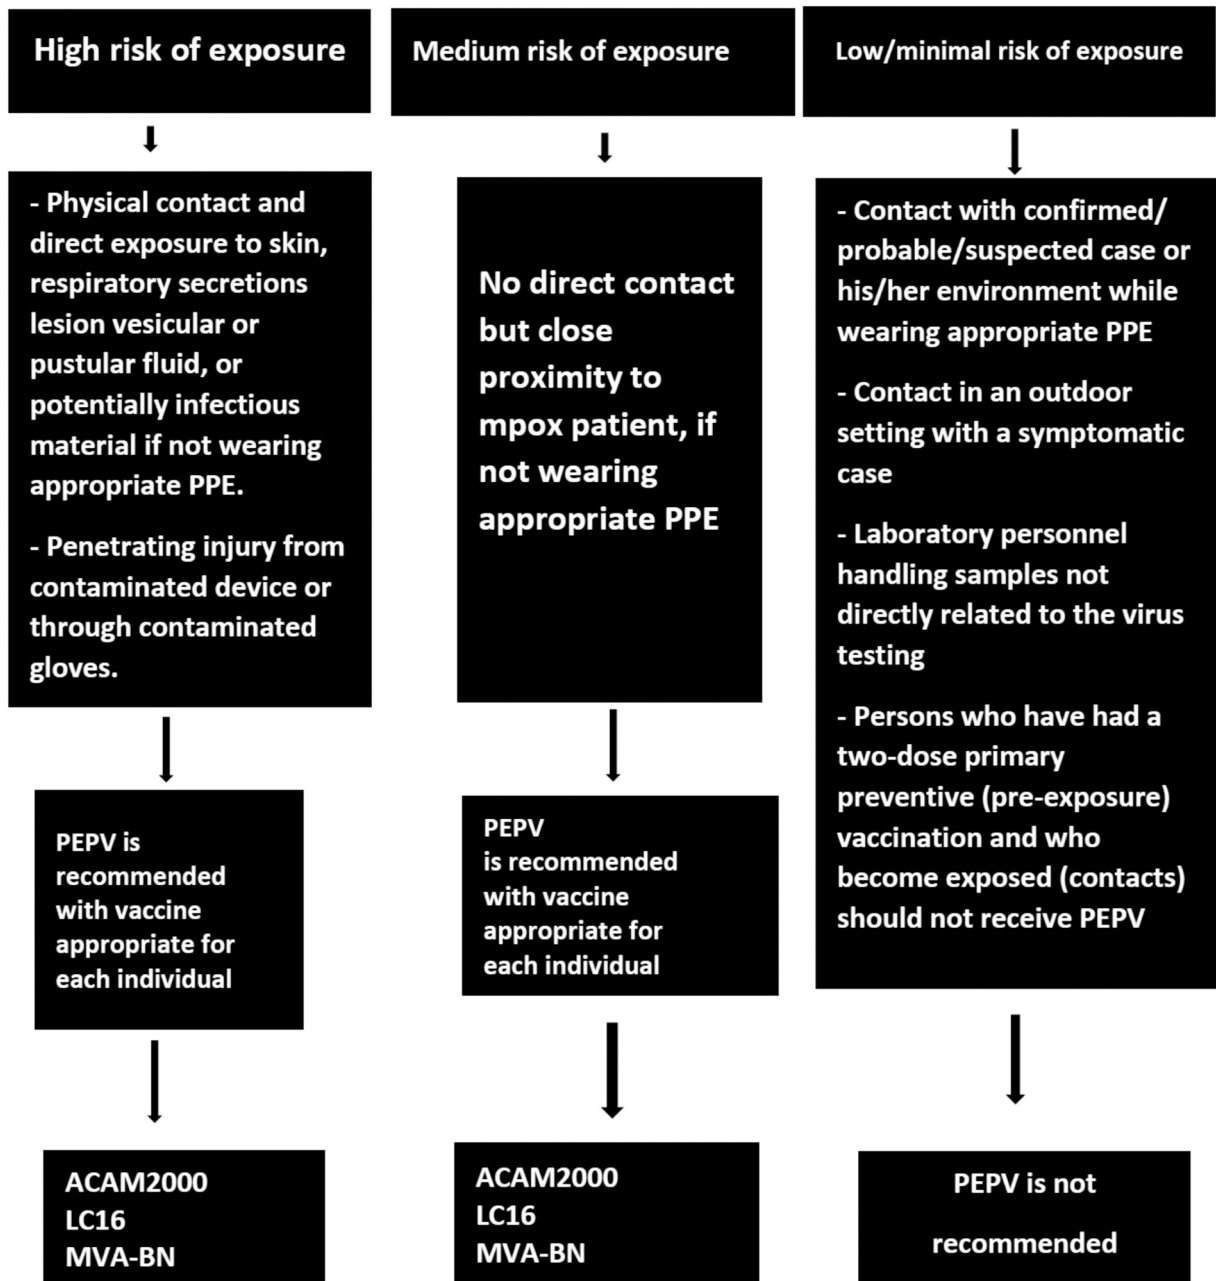 High risk of exposure
- Physical contact and
direct exposure to skin,
respiratory secretions
lesion vesicular or
pustular fluid, or
potentially infectious
material if not wearing
appropriate PPE.
- Penetrating injury from
contaminated device or
through contaminated
gloves.
PEPV is
recommended
with vaccine
appropriate for
each individual
ACAM2000
LC16
MVA-BN
Medium risk of exposure
No direct contact
but close
proximity to
mpox patient, if
not wearing
appropriate PPE
PEPV
is recommended
with vaccine
appropriate for
each individual
ACAM2000
LC16
MVA-BN
Low/minimal risk of exposure
- Contact with confirmed/
probable/suspected case or
his/her environment while
wearing appropriate PPE
- Contact in an outdoor
setting with a symptomatic
case
- Laboratory personnel
handling samples not
directly related to the virus
testing
- Persons who have had a
two-dose primary
preventive (pre-exposure)
vaccination and who
become exposed (contacts)
should not receive PEPV
PEPV is not
recommended